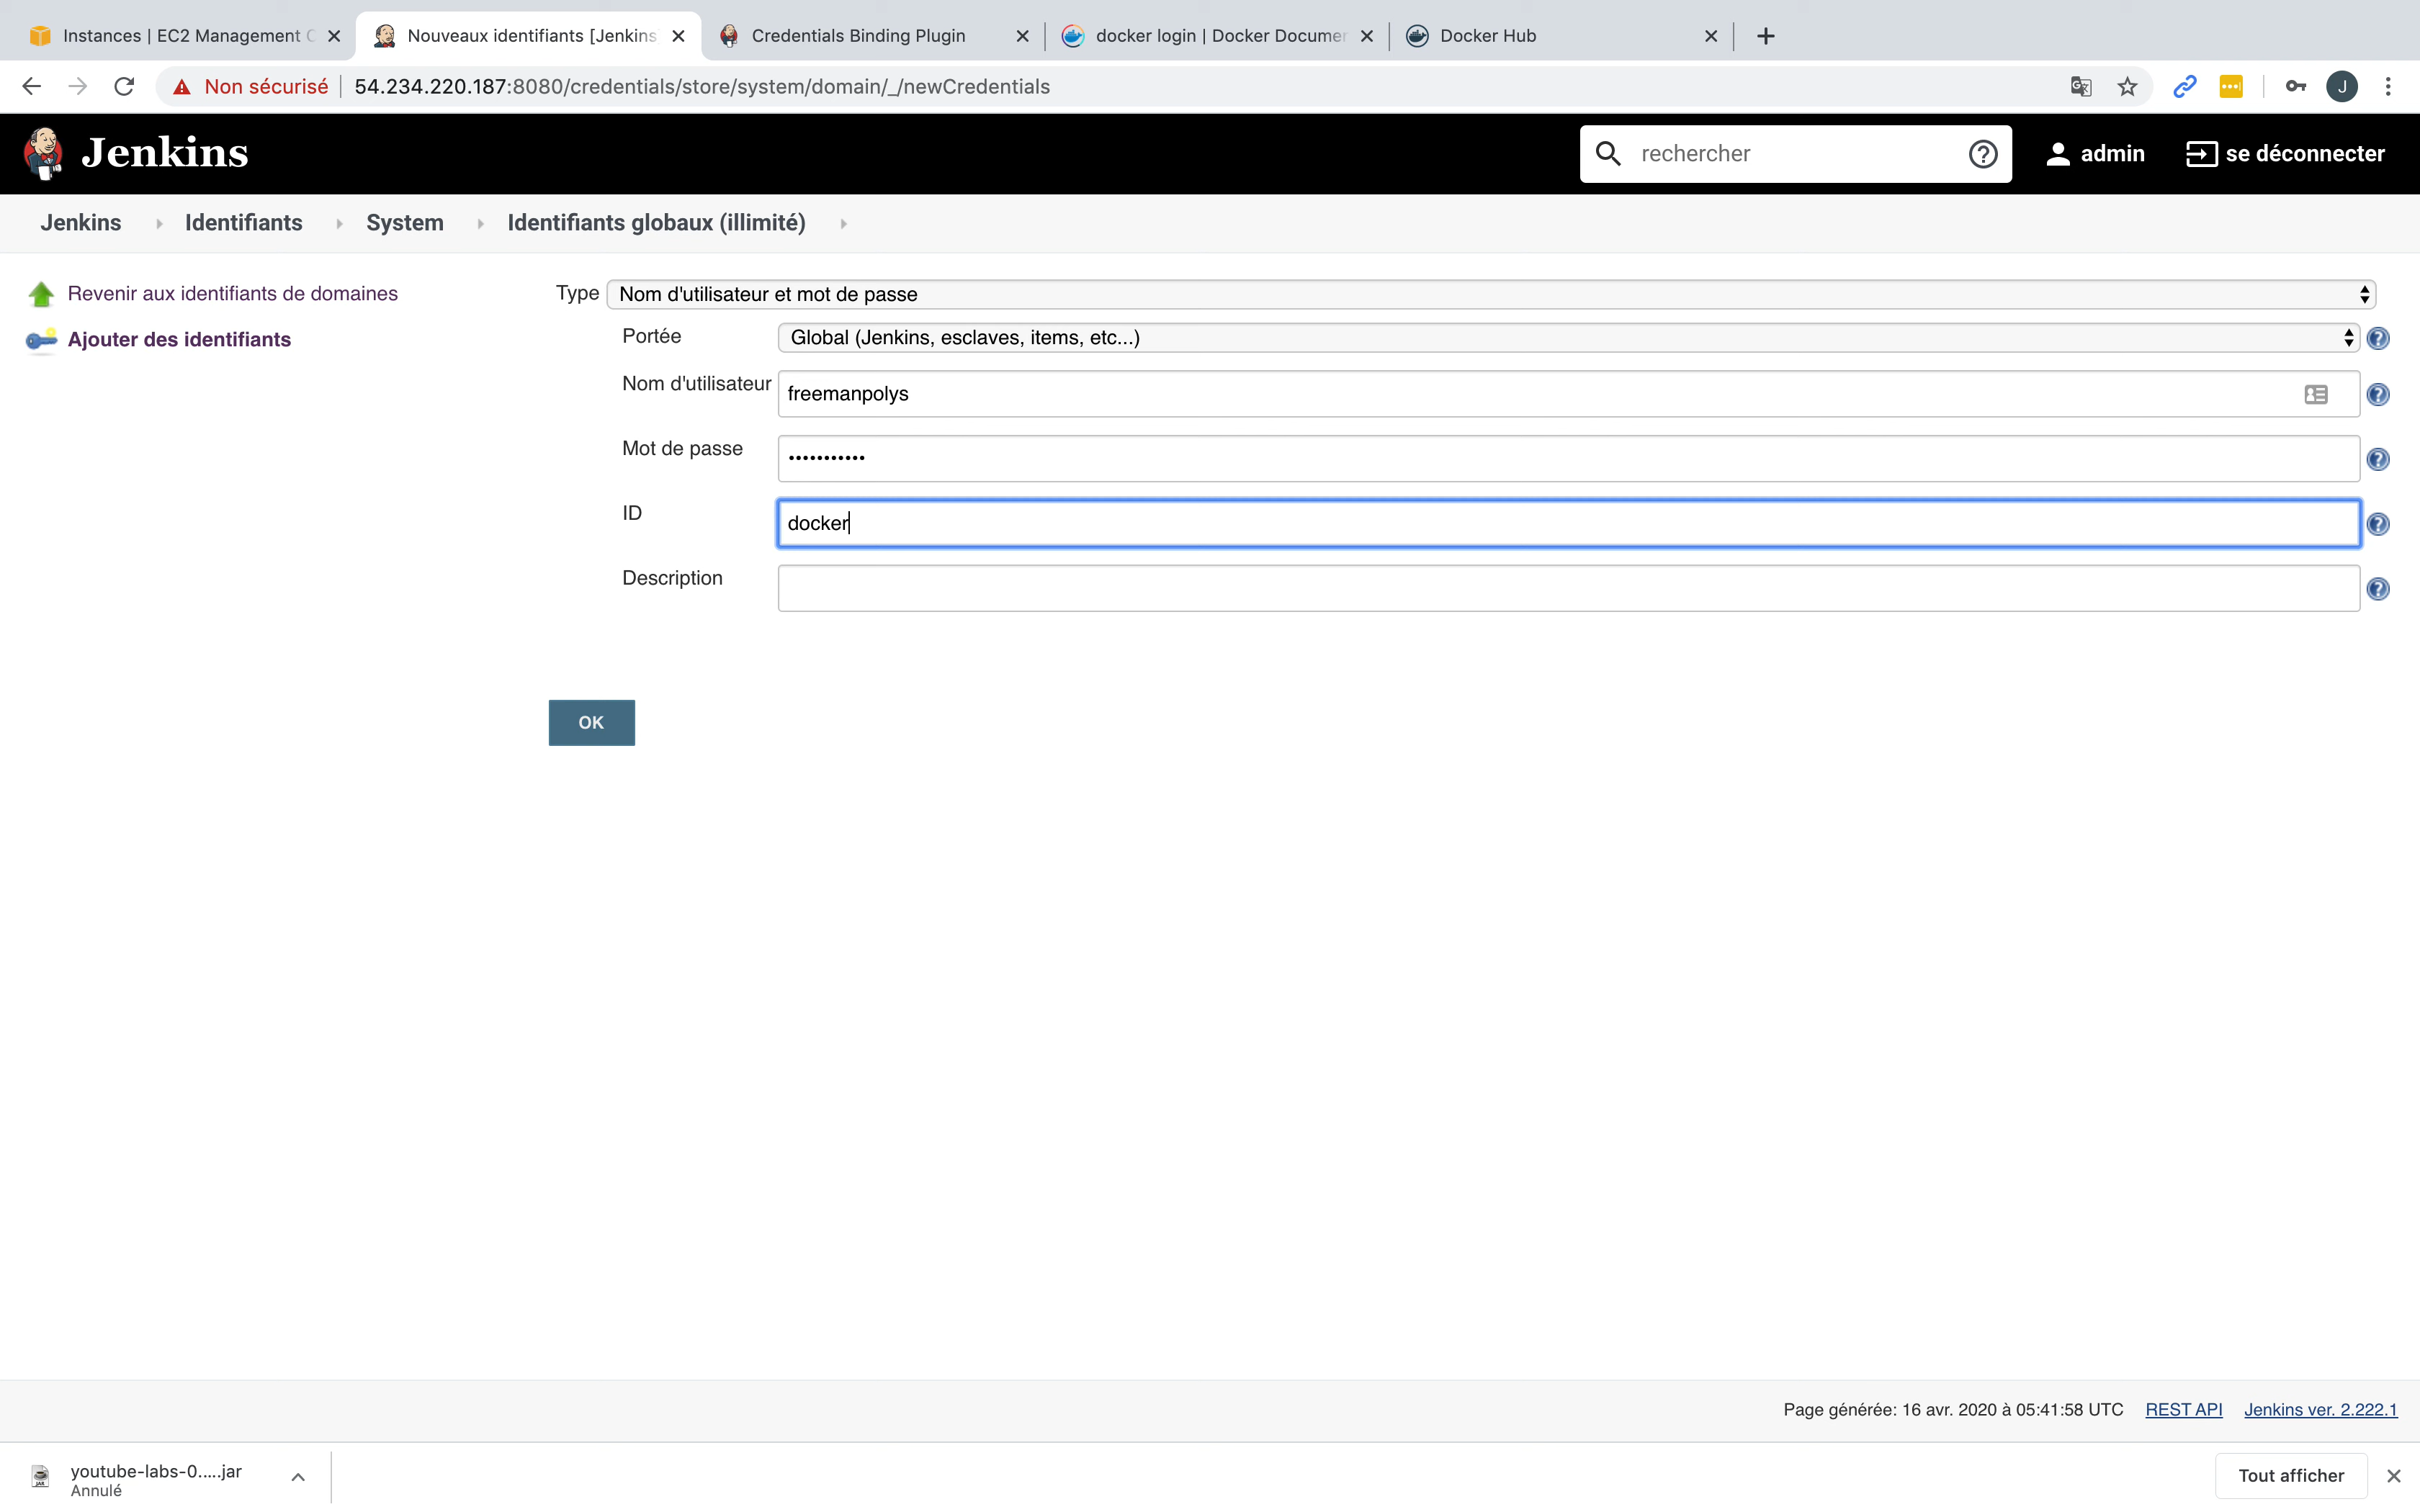 Instances | EC2 Management C
Nouveaux identifiants [Jenkins
Credentials Binding Plugin
docker login | Docker Documen
Docker Hub
Non sécurisé
54.234.220.187:8080/credentials/store/system/domain/_/newCredentials
J
Jenkins
rechercher
admin
se déconnecter
Jenkins
Identifiants
System
Identifiants globaux (illimité)
Revenir aux identifiants de domaines
Ajouter des identifiants
Type
Nom d'utilisateur et mot de passe
Portée
Global (Jenkins, esclaves, items, etc...)
Nom d'utilisateur
freemanpolys
Mot de passe
•••••••••••
ID
docker
Description
OK
Page générée: 16 avr. 2020 à 05:41:58 UTC
REST API
Jenkins ver. 2.222.1
youtube-labs-0.....jar
Annulé
Tout afficher